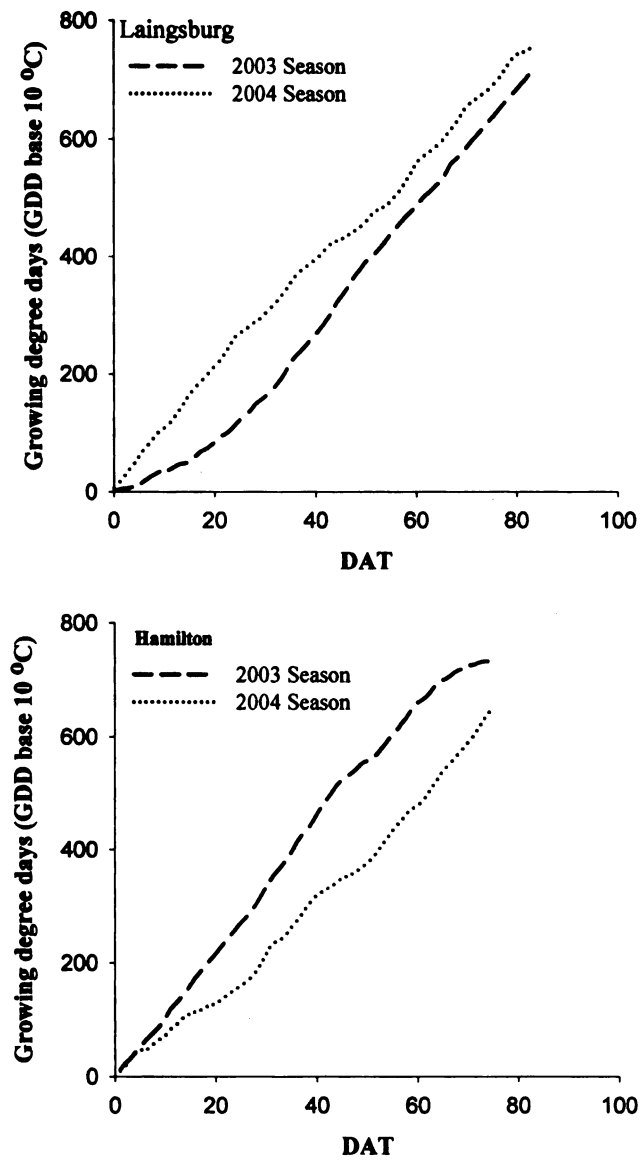 Laingsburg
2003 Season
2004 Season
Growing degree days (GDD base 10 ⁰C)
800
600
400
200
0
0 20 40 60 80 100
DAT
Hamilton
2003 Season
2004 Season
Growing degree days (GDD base 10 ⁰C)
800
600
400
200
0
0 20 40 60 80 100
DAT